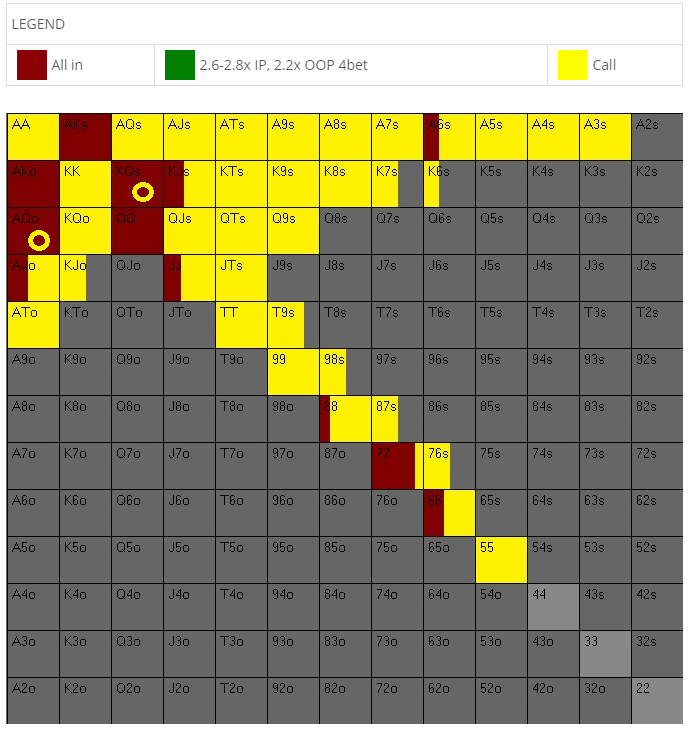 LEGEND
All in 2.6-2.8x IP, 2.2x OOP 4bet Call
AA AKs AQs AJs ATs A9s A8s A7s A6s A5s A4s A3s A2s
AKo KK KQs KJs KTs K9s K8s K7s K6s K5s K4s K3s K2s
AQo KQo QQ QJs QTs Q9s Q8s Q7s Q6s Q5s Q4s Q3s Q2s
AJo KJo QJo JJ JTs J9s J8s J7s J6s J5s J4s J3s J2s
ATo KTo QTo JTo TT T9s T8s T7s T6s T5s T4s T3s T2s
A9o K9o Q9o J9o T9o 99 98s 97s 96s 95s 94s 93s 92s
A8o K8o Q8o J8o T8o 98o 88 87s 86s 85s 84s 83s 82s
A7o K7o Q7o J7o T7o 97o 87o 77 76s 75s 74s 73s 72s
A6o K6o Q6o J6o T6o 96o 86o 76o 66 65s 64s 63s 62s
A5o K5o Q5o J5o T5o 95o 85o 75o 65o 55 54s 53s 52s
A4o K4o Q4o J4o T4o 94o 84o 74o 64o 54o 44 43s 42s
A3o K3o Q3o J3o T3o 93o 83o 73o 63o 53o 43o 33 32s
A2o K2o Q2o J2o T2o 92o 82o 72o 62o 52o 42o 32o 22